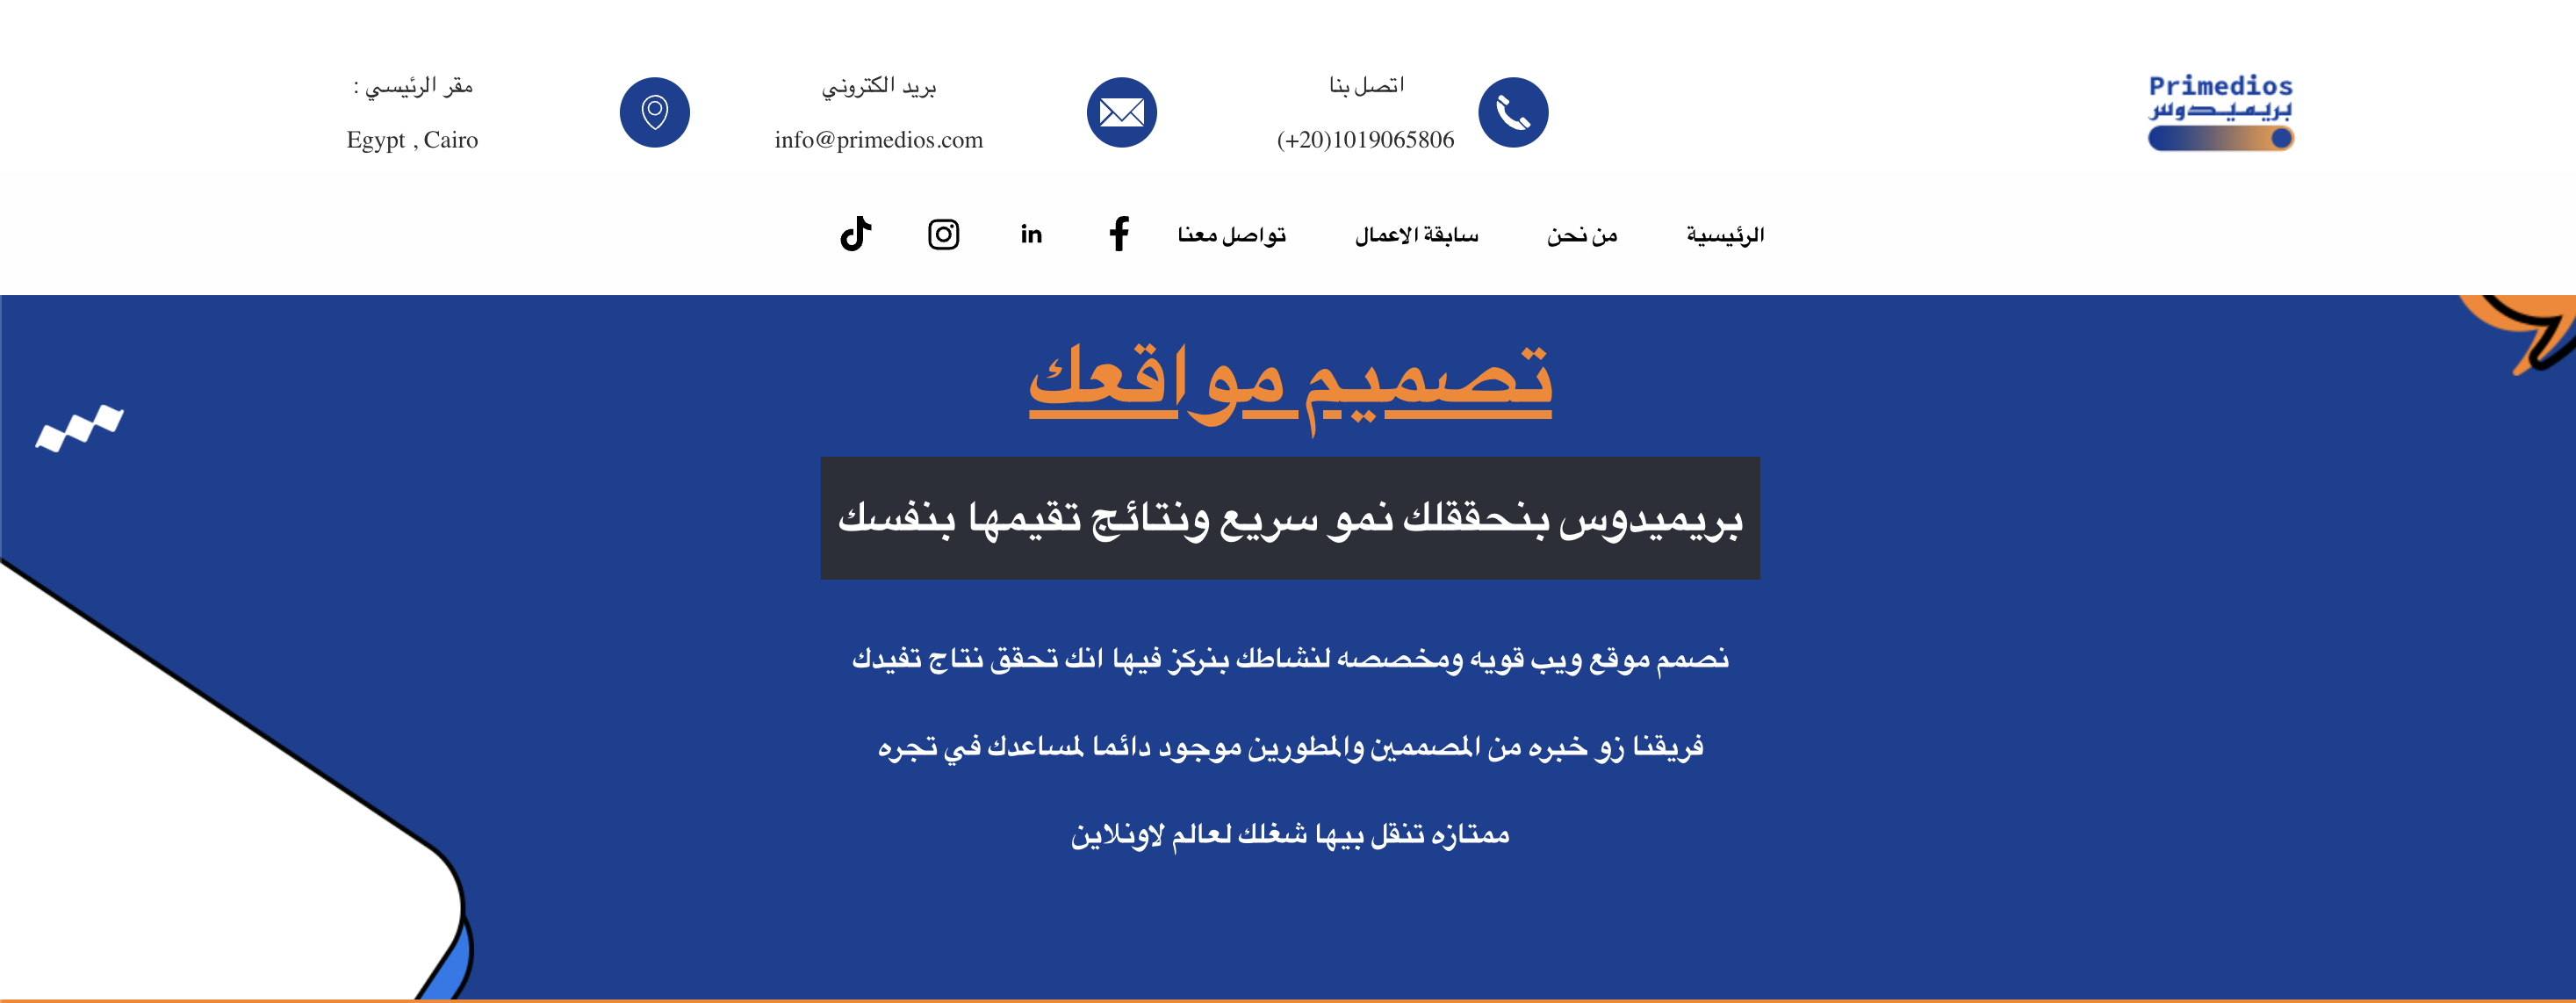 Primedios
بريميدوس
اتصل بنا
(+20)1019065806
بريد الكتروني
info@primedios.com
مقر الرئيسي :
Egypt , Cairo
الرئيسية من نحن سابقة الاعمال تواصل معنا
تصميم مواقعك
بريميدوس بنحققلك نمو سريع ونتائج تقيمها بنفسك
نصمم موقع ويب قويه ومخصصه لنشاطك بنركز فيها انك تحقق نتاج تفيدك
فريقنا زو خبره من المصممين والمطورين موجود دائما لمساعدك في تجره
ممتازه تنقل بيها شغلك لعالم لاونلاين